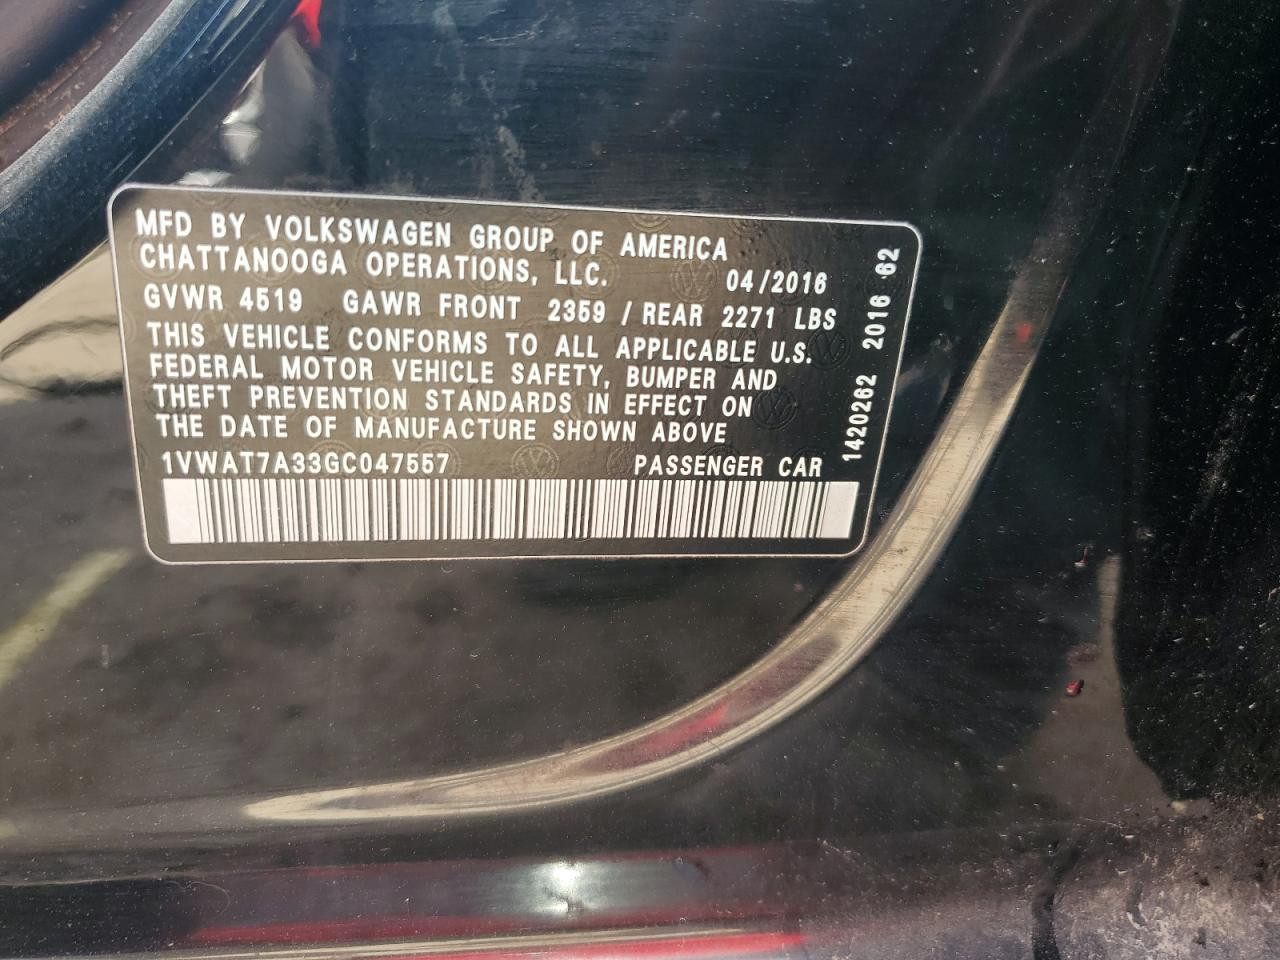 MFD BY VOLKSWAGEN GROUP OF AMERICA
CHATTANOOGA OPERATIONS, LLC. 04/2016
GVWR 4519 GAWR FRONT 2359 / REAR 2271 LBS
THIS VEHICLE CONFORMS TO ALL APPLICABLE U.S.
FEDERAL MOTOR VEHICLE SAFETY, BUMPER AND
THEFT PREVENTION STANDARDS IN EFFECT ON
THE DATE OF MANUFACTURE SHOWN ABOVE
1VWAT7A33GC047557 PASSENGER CAR
1420262 2016 62